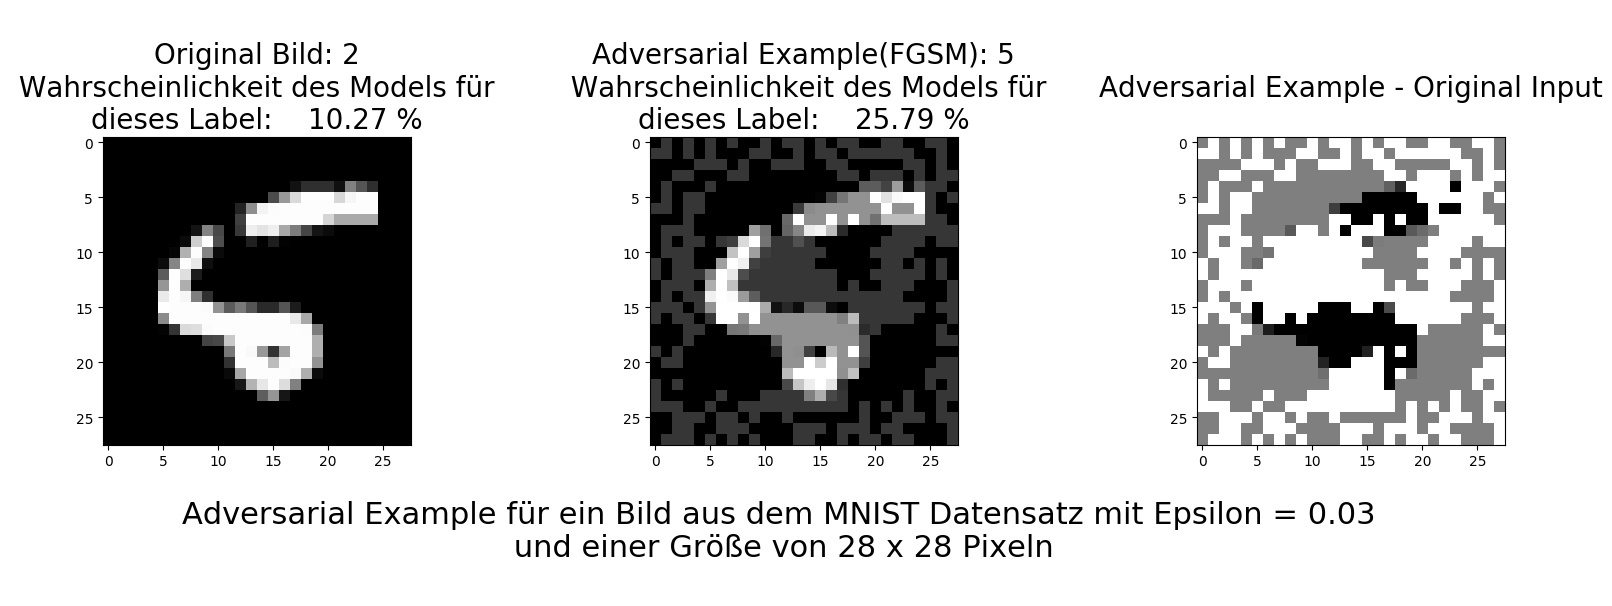 Original Bild: 2
Wahrscheinlichkeit des Models für
dieses Label: 10.27 %
0
5
10
15
20
25
0 5 10 15 20 25
Adversarial Example(FGSM): 5
Wahrscheinlichkeit des Models für
dieses Label: 25.79 %
0
5
10
15
20
25
0 5 10 15 20 25
Adversarial Example - Original Input
0
5
10
15
20
25
0 5 10 15 20 25
Adversarial Example für ein Bild aus dem MNIST Datensatz mit Epsilon = 0.03
und einer Größe von 28 x 28 Pixeln